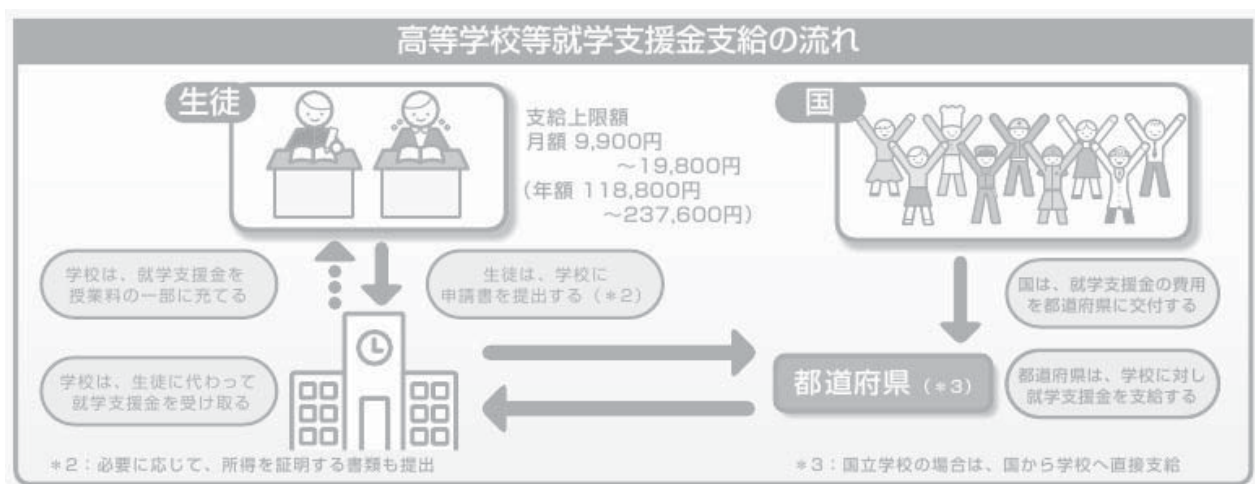 高等学校等就学支援金支給の流れ
生徒
支給上限額
月額 9,900円
～19,800円
（年額 118,800円
～237,600円）
国
学校は、就学支援金を
授業料の一部に充てる
生徒は、学校に
申請書を提出する（＊2）
国は、就学支援金の費用
を都道府県に交付する
学校は、生徒に代わって
就学支援金を受け取る
都道府県（＊3）
都道府県は、学校に対し
就学支援金を支給する
＊2：必要に応じて、所得を証明する書類も提出
＊3：国立学校の場合は、国から学校へ直接支給